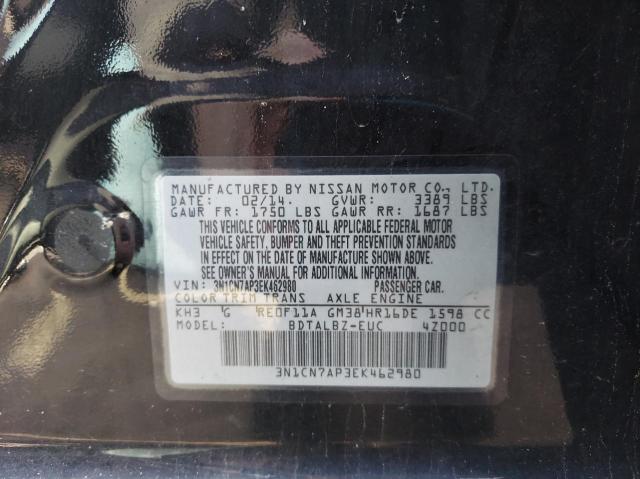 MANUFACTURED BY NISSAN MOTOR CO., LTD.
DATE: 02/14. GVWR: 3389 LBS
GAWR FR: 1750 LBS GAWR RR: 1687 LBS
THIS VEHICLE CONFORMS TO ALL APPLICABLE FEDERAL MOTOR
VEHICLE SAFETY, BUMPER AND THEFT PREVENTION STANDARDS
IN EFFECT ON THE DATE OF MANUFACTURE SHOWN ABOVE.
SEE OWNER'S MANUAL FOR ADDITIONAL INFORMATION.
VIN: 3N1CN7AP3EK462980 PASSENGER CAR.
COLOR TRIM TRANS AXLE ENGINE
KH3 G RE0F11A GM38 HR16DE 1598 CC
MODEL: BDTALBZ-EUC 4Z000
3N1CN7AP3EK462980